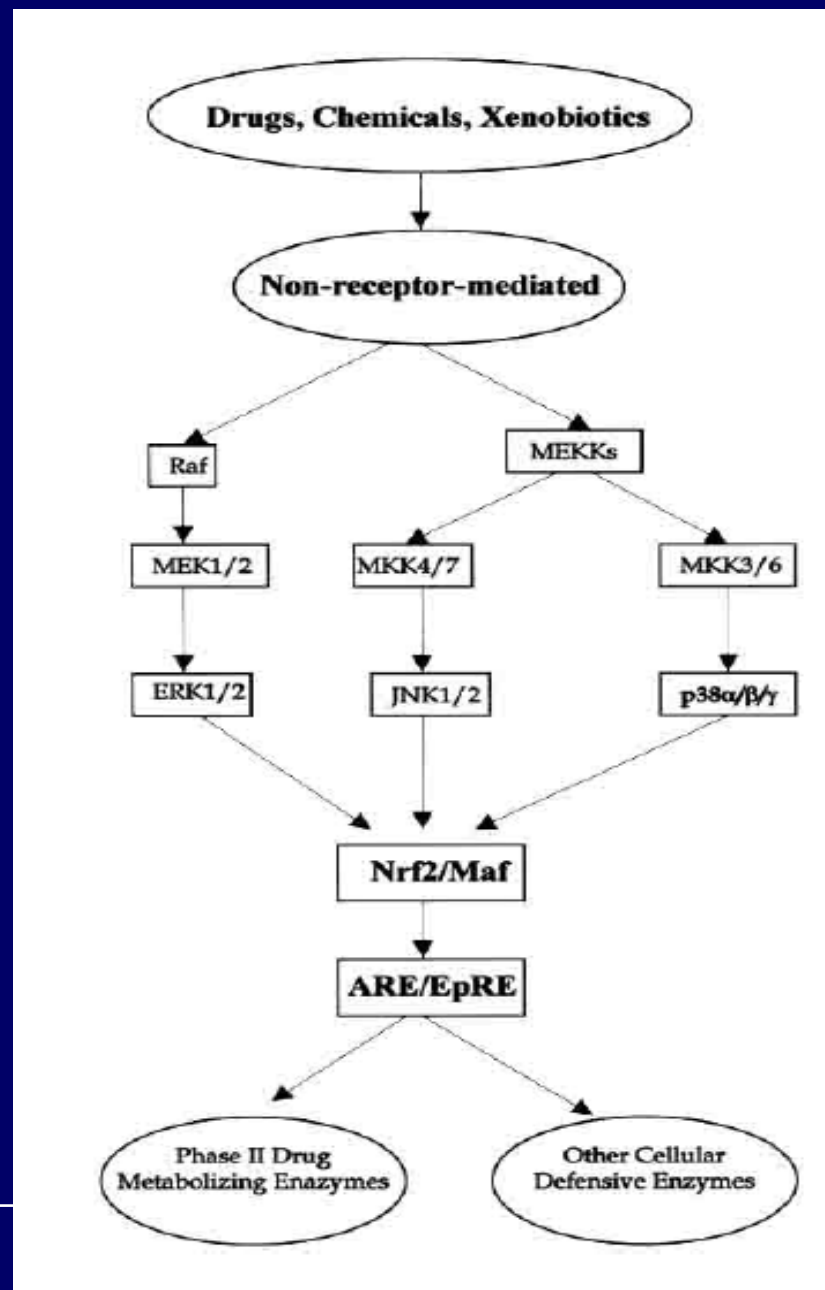 Drugs, Chemicals, Xenobiotics
Non-receptor-mediated
Raf
MEKKs
MEK1/2
MKK4/7
MKK3/6
ERK1/2
JNK1/2
p38α/β/γ
Nrf2/Maf
ARE/EpRE
Phase II Drug
Metabolizing Enazymes
Other Cellular
Defensive Enzymes